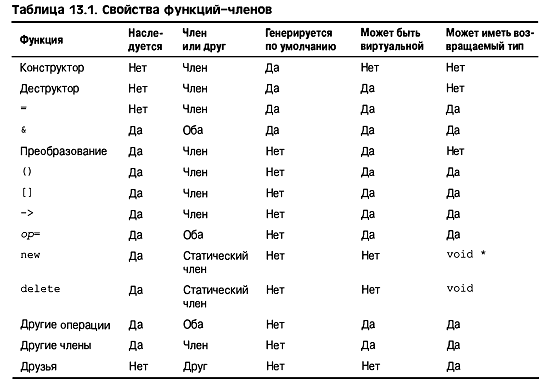 Таблица 13.1. Свойства функций-членов
Функция Насле-дуется Член или друг Генерируется по умолчанию Может быть виртуальной Может иметь воз-вращаемый тип
Конструктор Нет Член Да Нет Нет
Деструктор Нет Член Да Да Нет
= Нет Член Да Да Да
& Да Оба Да Да Да
Преобразование Да Член Нет Да Нет
() Да Член Нет Да Да
[] Да Член Нет Да Да
-> Да Член Нет Да Да
op= Да Оба Нет Да Да
new Да Статический член Нет Нет void *
delete Да Статический член Нет Нет void
Другие операции Да Оба Нет Да Да
Другие члены Да Член Нет Да Да
Друзья Нет Друг Нет Нет Да